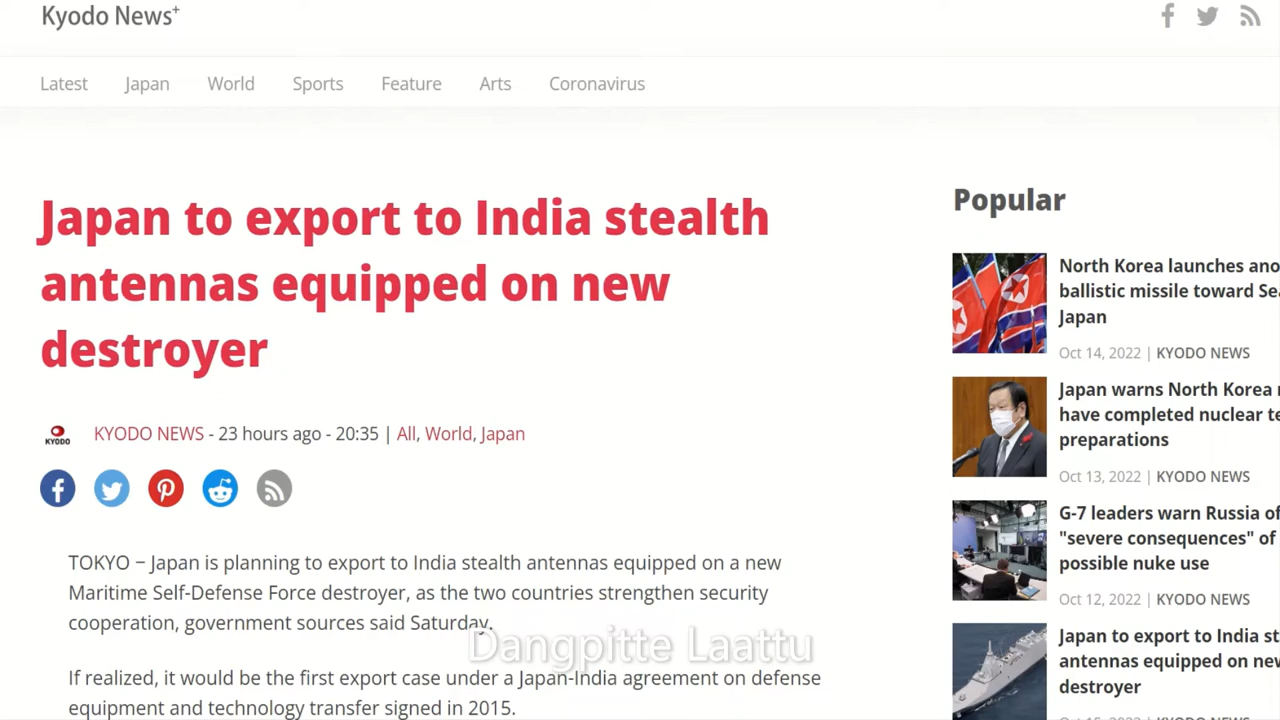 Kyodo News+
Latest
Japan
World
Sports
Feature
Arts
Coronavirus
Japan to export to India stealth
antennas equipped on new
destroyer
KYODO
KYODO NEWS - 23 hours ago - 20:35 | All, World, Japan
TOKYO – Japan is planning to export to India stealth antennas equipped on a new
Maritime Self-Defense Force destroyer, as the two countries strengthen security
cooperation, government sources said Saturday.
If realized, it would be the first export case under a Japan-India agreement on defense
equipment and technology transfer signed in 2015.
Dangpitte Laattu
Popular
North Korea launches ano
ballistic missile toward Se
Japan
Oct 14, 2022 | KYODO NEWS
Japan warns North Korea
have completed nuclear te
preparations
Oct 13, 2022 | KYODO NEWS
G-7 leaders warn Russia of
"severe consequences" of
possible nuke use
Oct 12, 2022 | KYODO NEWS
Japan to export to India st
antennas equipped on new
destroyer
Oct 15, 2022 | KYODO NEWS